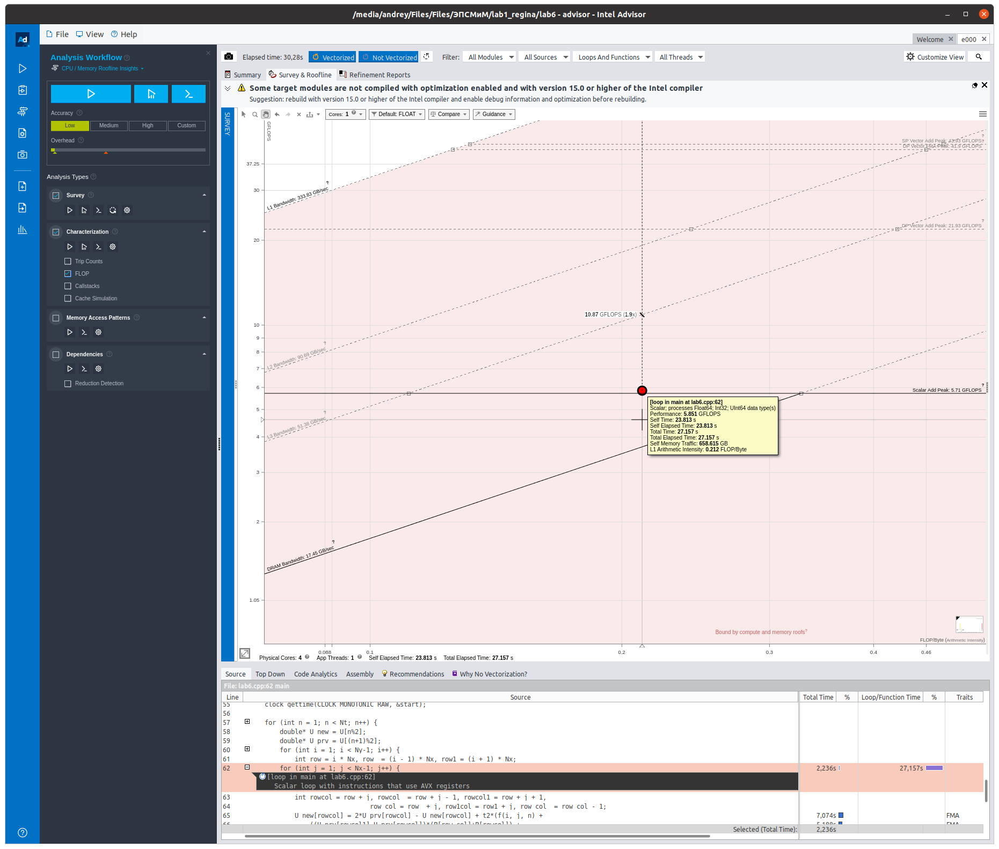 /media/andrey/Files/Files/ЭПСМиМ/lab1_regina/lab6 - advisor - Intel Advisor
Ad
File View Help
Welcome
e000
Analysis Workflow
CPU / Memory Roofline Insights
Accuracy
Low Medium High Custom
Overhead
Analysis Types
Survey
Characterization
Trip Counts
FLOP
Callstacks
Cache Simulation
Memory Access Patterns
Dependencies
Reduction Detection
Elapsed time: 30,28s
Vectorized
Not Vectorized
Filter:
All Modules
All Sources
Loops And Functions
All Threads
Customize View
Summary
Survey & Roofline
Refinement Reports
Some target modules are not compiled with optimization enabled and with version 15.0 or higher of the Intel compiler
Suggestion: rebuild with version 15.0 or higher of the Intel compiler and enable debug information and optimization before rebuilding.
SURVEY
Cores: 1
Default: FLOAT
Compare
Guidance
GFLOPS
37.25
30
20
10
9
8
7
6
5
4
3
2
1.05
SP Vector Add Peak: 43.93 GFLOPS
DP Vector FMA Peak: 41.9 GFLOPS
L1 Bandwidth: 333.83 GB/sec
DP Vector Add Peak: 21.93 GFLOPS
10.87 GFLOPS (1.9x)
L2 Bandwidth: 90.69 GB/sec
Scalar Add Peak: 5.71 GFLOPS
L3 Bandwidth: 51.38 GB/sec
[loop in main at lab6.cpp:62]
Scalar; processes Float64; Int32; UInt64 data type(s)
Performance: 5.851 GFLOPS
Self Time: 23.813 s
Self Elapsed Time: 23.813 s
Total Time: 27.157 s
Total Elapsed Time: 27.157 s
Self Memory Traffic: 658.615 GB
L1 Arithmetic Intensity: 0.212 FLOP/Byte
DRAM Bandwidth: 17.45 GB/sec
Bound by compute and memory roofs?
FLOP/Byte (Arithmetic Intensity)
0.088 0.1 0.2 0.3 0.4 0.46
Physical Cores: 4 App Threads: 1 Self Elapsed Time: 23.813 s Total Elapsed Time: 27.157 s
Source Top Down Code Analytics Assembly Recommendations Why No Vectorization?
File: lab6.cpp:62 main
Line Source Total Time % Loop/Function Time % Traits
55 clock gettime(CLOCK MONOTONIC RAW, &start);
56
57 for (int n = 1; n < Nt; n++) {
58 double* U new = U[n%2];
59 double* U prv = U[(n+1)%2];
60 for (int i = 1; i < Ny-1; i++) {
61 int row = i * Nx, row  = (i - 1) * Nx, row1 = (i + 1) * Nx;
62 for (int j = 1; j < Nx-1; j++) { 2,236s 27,157s
[loop in main at lab6.cpp:62]
Scalar loop with instructions that use AVX registers
63 int rowcol = row + j, rowcol  = row + j - 1, rowcol1 = row + j + 1,
64 row col = row  + j, row1col = row1 + j, row col  = row col - 1;
65 U new[rowcol] = 2*U prv[rowcol] - U new[rowcol] + t2*(f(i, j, n) + 7,074s FMA
Selected (Total Time): 2,236s